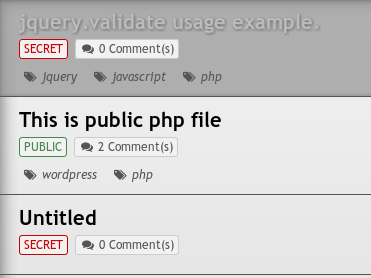 jquery.validate usage example.
SECRET 0 Comment(s)
jquery javascript php
This is public php file
PUBLIC 2 Comment(s)
wordpress php
Untitled
SECRET 0 Comment(s)